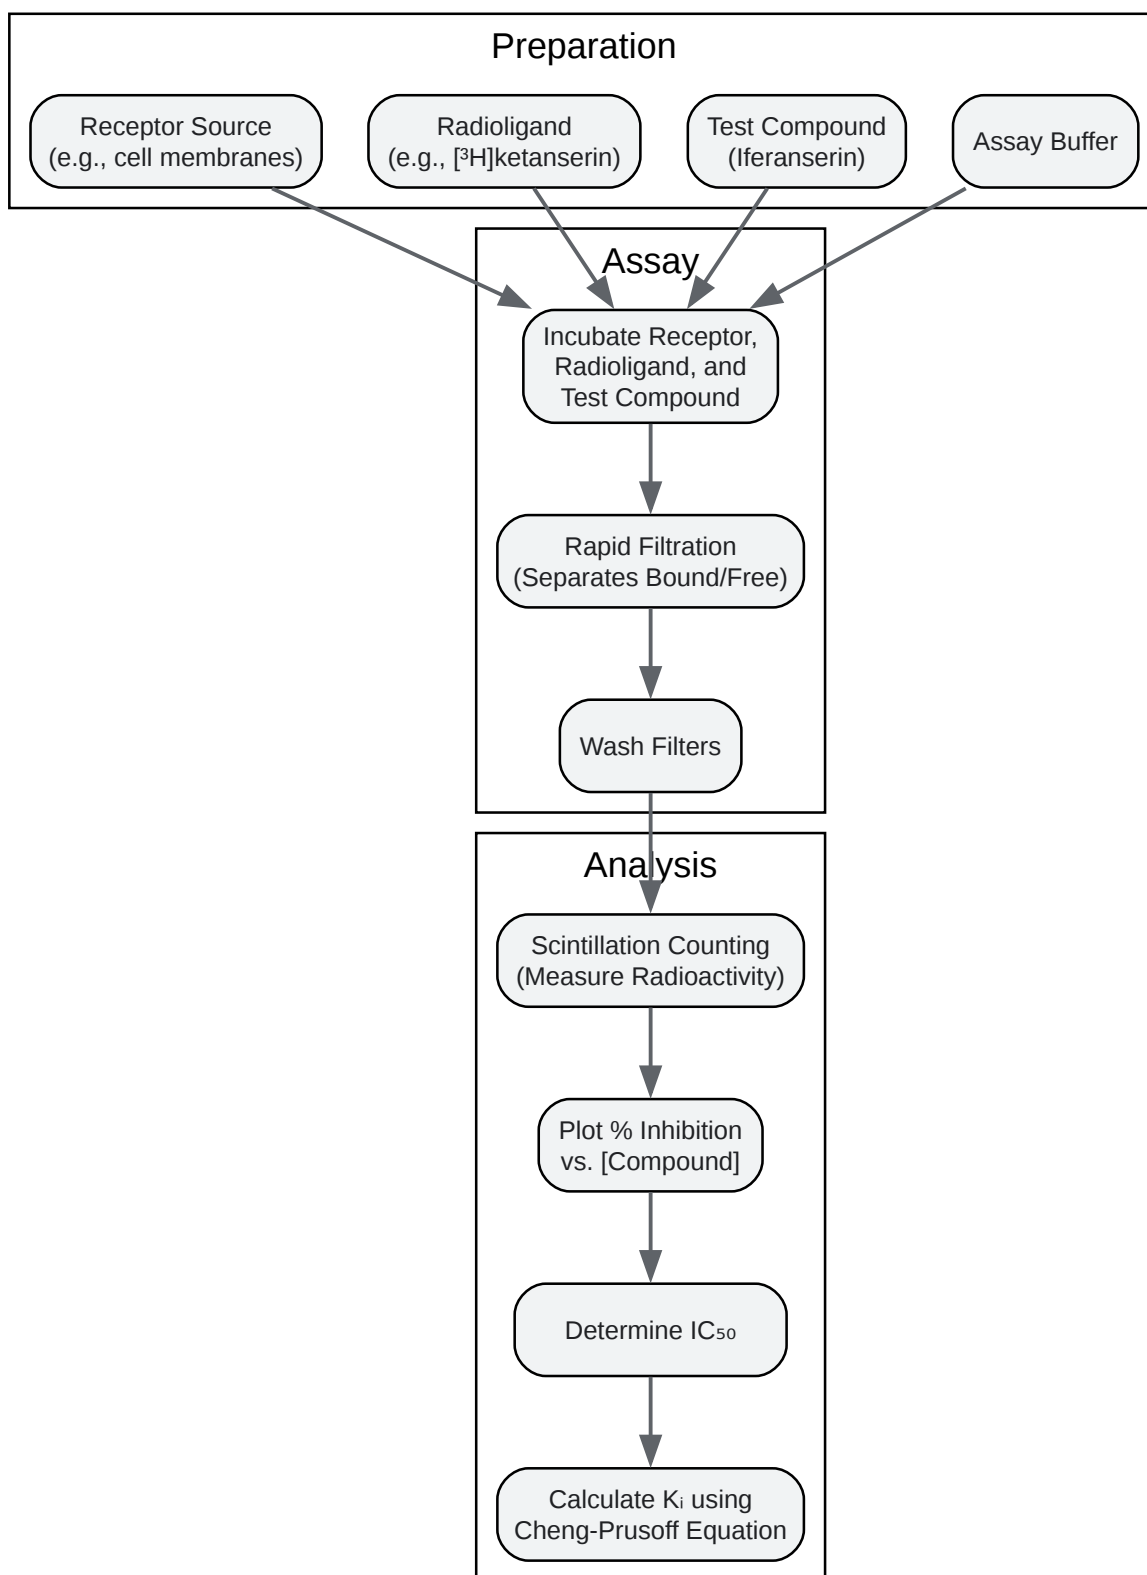 Preparation
Receptor Source
(e.g., cell membranes)
Radioligand
(e.g., [³H]ketanserin)
Test Compound
(Iferanserin)
Assay Buffer
Assay
Incubate Receptor,
Radioligand, and
Test Compound
Rapid Filtration
(Separates Bound/Free)
Wash Filters
Analysis
Scintillation Counting
(Measure Radioactivity)
Plot % Inhibition
vs. [Compound]
Determine IC₅₀
Calculate Kᵢ using
Cheng-Prusoff Equation